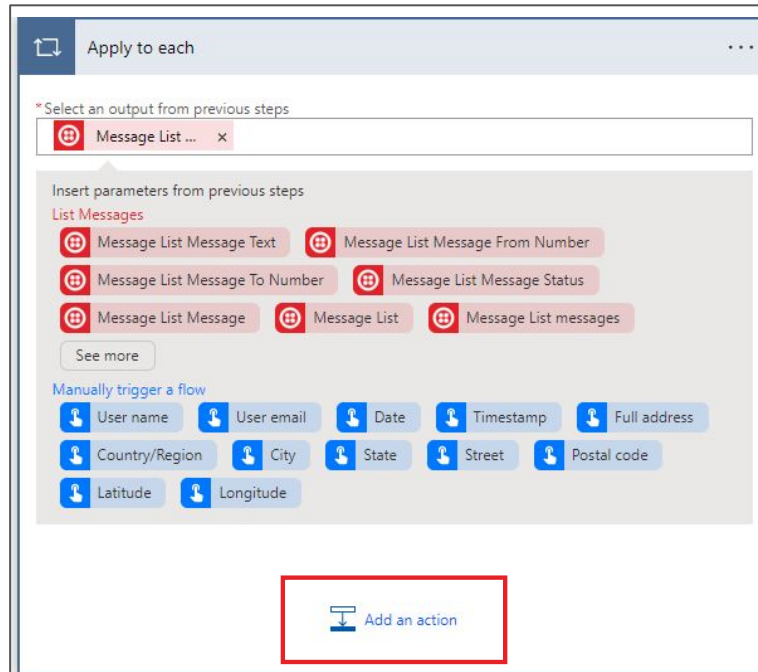 Apply to each
...
*Select an output from previous steps
Message List ... ×
Insert parameters from previous steps
List Messages
Message List Message Text Message List Message From Number
Message List Message To Number Message List Message Status
Message List Message Message List Message List messages
See more
Manually trigger a flow
User name User email Date Timestamp Full address
Country/Region City State Street Postal code
Latitude Longitude
Add an action